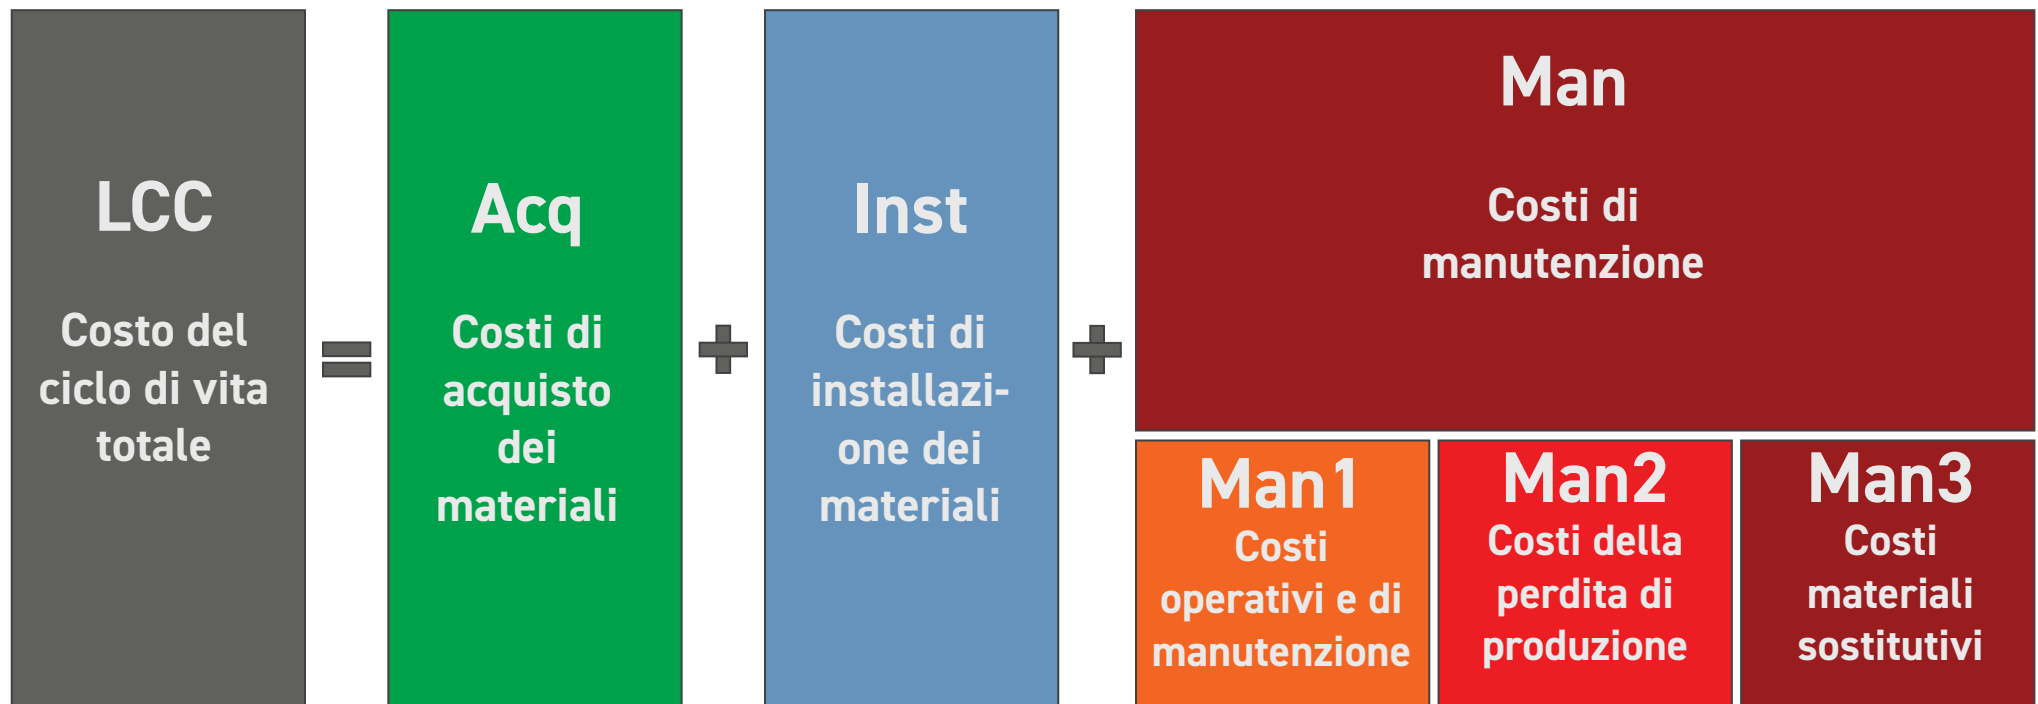 LCC
Costo del
ciclo di vita
totale
=
Acq
Costi di
acquisto
dei
materiali
+
Inst
Costi di
installazi-
one dei
materiali
+
Man
Costi di
manutenzione
Man1
Costi
operativi e di
manutenzione
Man2
Costi della
perdita di
produzione
Man3
Costi
materiali
sostitutivi